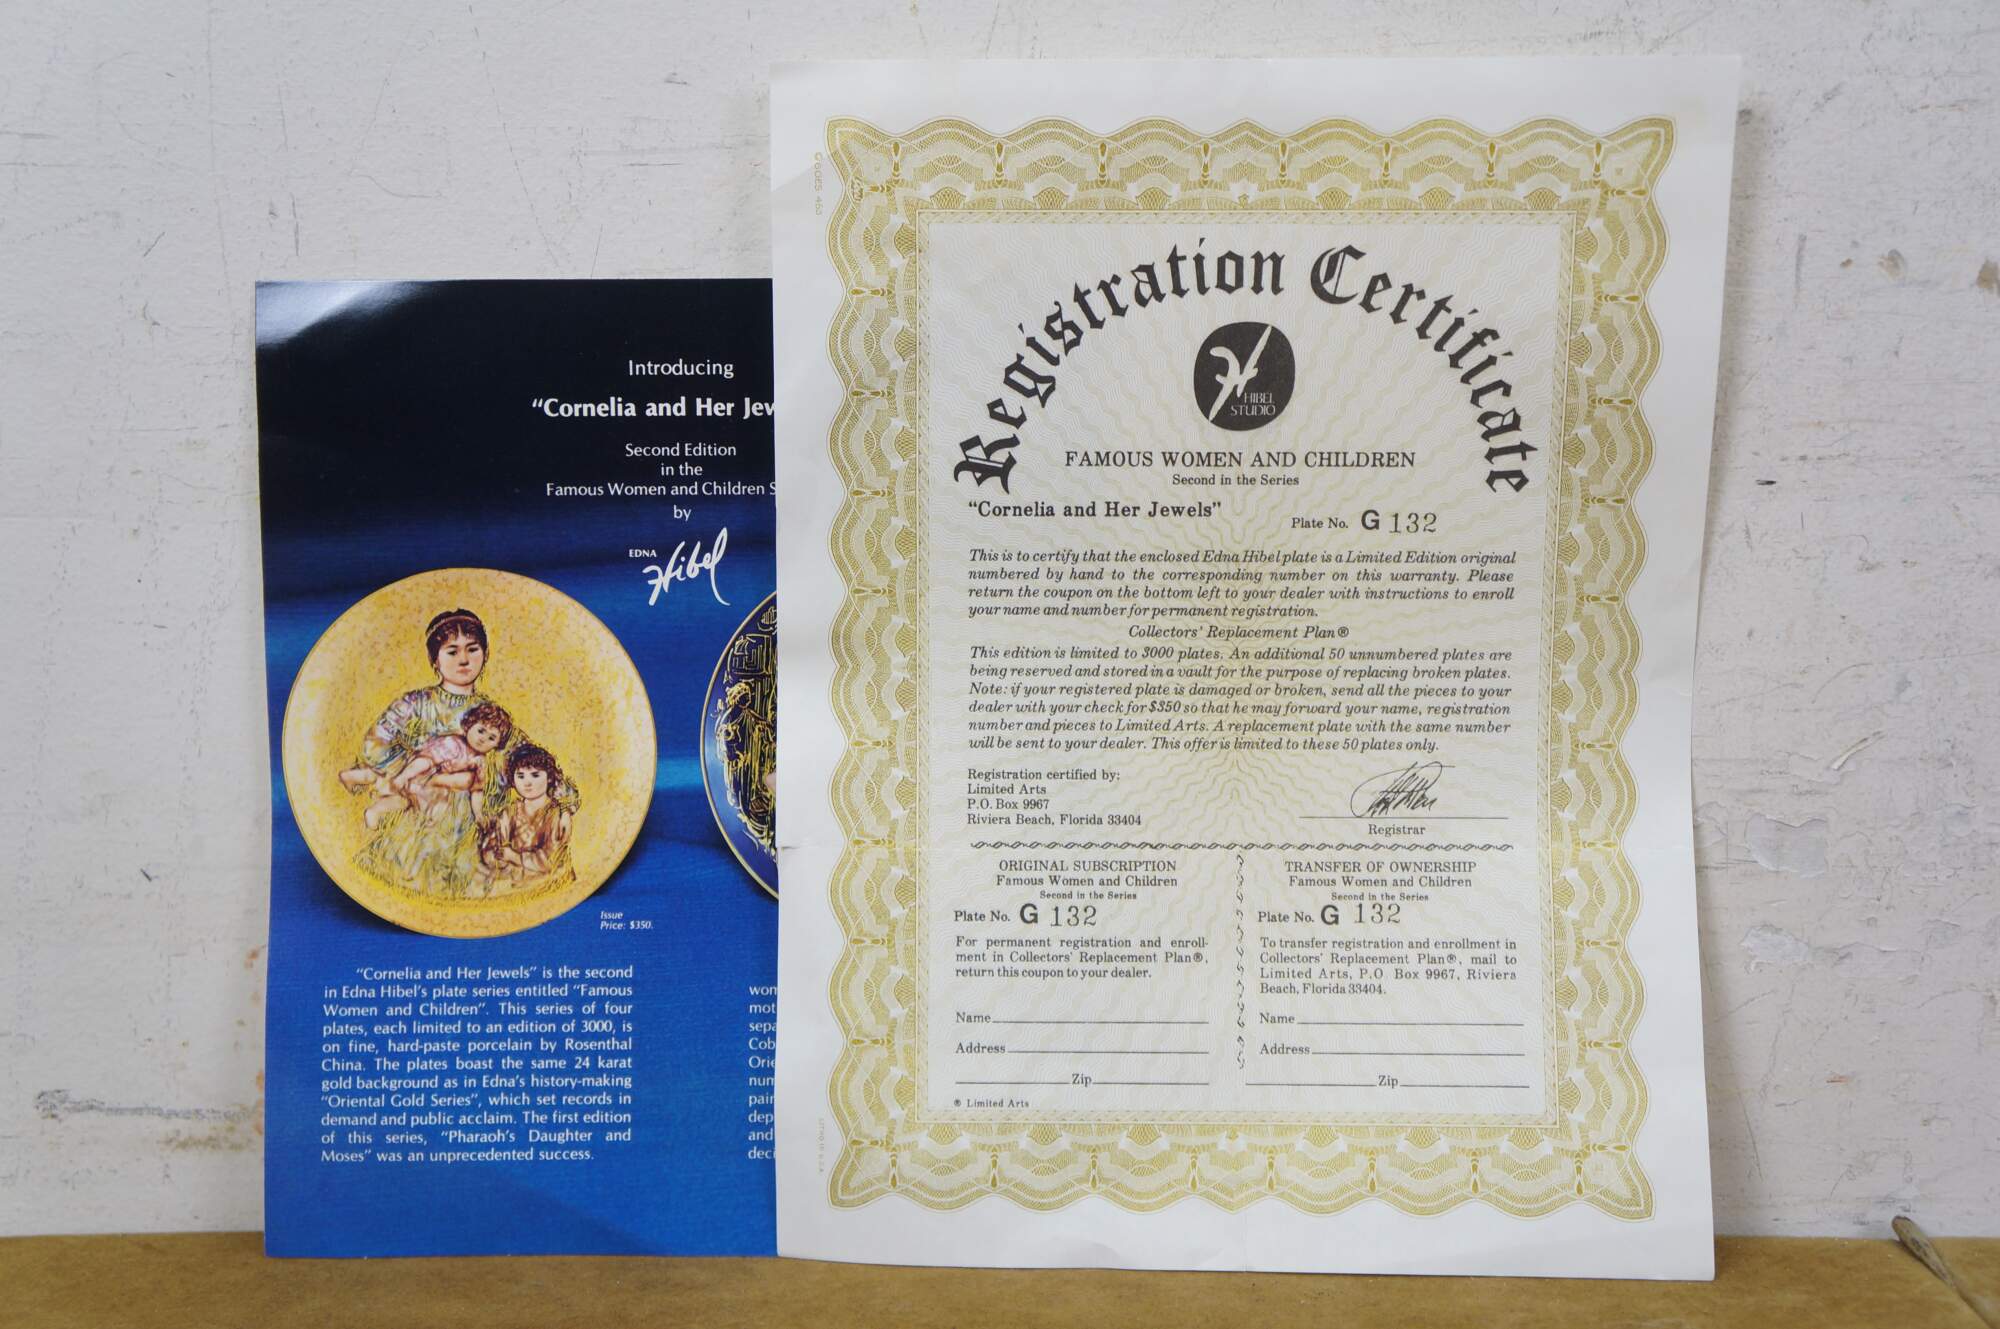 Introducing
"Cornelia and Her Jew
Second Edition
in the
Famous Women and Children S
by
EDNA
Hibel
Issue
Price: $350.
"Cornelia and Her Jewels" is the second
in Edna Hibel's plate series entitled "Famous
Women and Children". This series of four
plates, each limited to an edition of 3000, is
on fine, hard-paste porcelain by Rosenthal
China. The plates boast the same 24 karat
gold background as in Edna's history-making
"Oriental Gold Series", which set records in
demand and public acclaim. The first edition
of this series, "Pharaoh's Daughter and
Moses" was an unprecedented success.
wom
mot
sepa
Cob
Orie
num
pain
dep
and
deci
GOES 465
Registration Certificate
HIBEL
STUDIO
FAMOUS WOMEN AND CHILDREN
Second in the Series
"Cornelia and Her Jewels"
Plate No. G 132
This is to certify that the enclosed Edna Hibel plate is a Limited Edition original
numbered by hand to the corresponding number on this warranty. Please
return the coupon on the bottom left to your dealer with instructions to enroll
your name and number for permanent registration.
Collectors' Replacement Plan®
This edition is limited to 3000 plates. An additional 50 unnumbered plates are
being reserved and stored in a vault for the purpose of replacing broken plates.
Note: if your registered plate is damaged or broken, send all the pieces to your
dealer with your check for $350 so that he may forward your name, registration
number and pieces to Limited Arts. A replacement plate with the same number
will be sent to your dealer. This offer is limited to these 50 plates only.
Registration certified by:
Limited Arts
P.O. Box 9967
Riviera Beach, Florida 33404
Registrar
ORIGINAL SUBSCRIPTION
Famous Women and Children
Second in the Series
Plate No. G 132
For permanent registration and enroll-
ment in Collectors' Replacement Plan®,
return this coupon to your dealer.
Name
Address
Zip
® Limited Arts
TRANSFER OF OWNERSHIP
Famous Women and Children
Second in the Series
Plate No. G 132
To transfer registration and enrollment in
Collectors' Replacement Plan®, mail to
Limited Arts, P.O. Box 9967, Riviera
Beach, Florida 33404.
Name
Address
Zip
LITHO IN U.S.A.